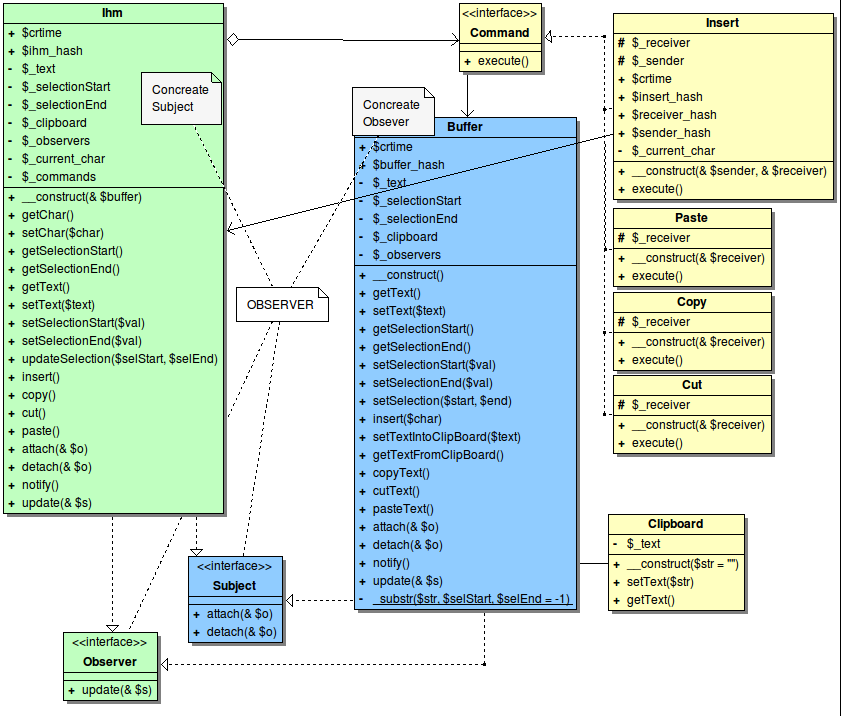 Ihm
+ $crtime
+ $ihm_hash
- $_text
- $_selectionStart
- $_selectionEnd
- $_clipboard
- $_observers
- $_current_char
- $_commands
+ __construct(& $buffer)
+ getChar()
+ setChar($char)
+ getSelectionStart()
+ getSelectionEnd()
+ getText()
+ setText($text)
+ setSelectionStart($val)
+ setSelectionEnd($val)
+ updateSelection($selStart, $selEnd)
+ insert()
+ copy()
+ cut()
+ paste()
+ attach(& $o)
+ detach(& $o)
+ notify()
+ update(& $s)
Concreate
Subject
<<interface>>
Command
+ execute()
Concreate
Obsever
Buffer
+ $crtime
+ $buffer_hash
- $_text
- $_selectionStart
- $_selectionEnd
- $_clipboard
- $_observers
+ __construct()
+ getText()
+ setText($text)
+ getSelectionStart()
+ getSelectionEnd()
+ setSelectionStart($val)
+ setSelectionEnd($val)
+ setSelection($start, $end)
+ insert($char)
+ setTextIntoClipBoard($text)
+ getTextFromClipBoard()
+ copyText()
+ cutText()
+ pasteText()
+ attach(& $o)
+ detach(& $o)
+ notify()
+ update(& $s)
- _substr($str, $selStart, $selEnd = -1)
Insert
# $_receiver
# $_sender
+ $crtime
+ $insert_hash
+ $receiver_hash
+ $sender_hash
- $_current_char
+ __construct(& $sender, & $receiver)
+ execute()
Paste
# $_receiver
+ __construct(& $receiver)
+ execute()
Copy
# $_receiver
+ __construct(& $receiver)
+ execute()
Cut
# $_receiver
+ __construct(& $receiver)
+ execute()
OBSERVER
Clipboard
- $_text
+ __construct($str = "")
+ setText($str)
+ getText()
<<interface>>
Subject
+ attach(& $o)
+ detach(& $o)
<<interface>>
Observer
+ update(& $s)